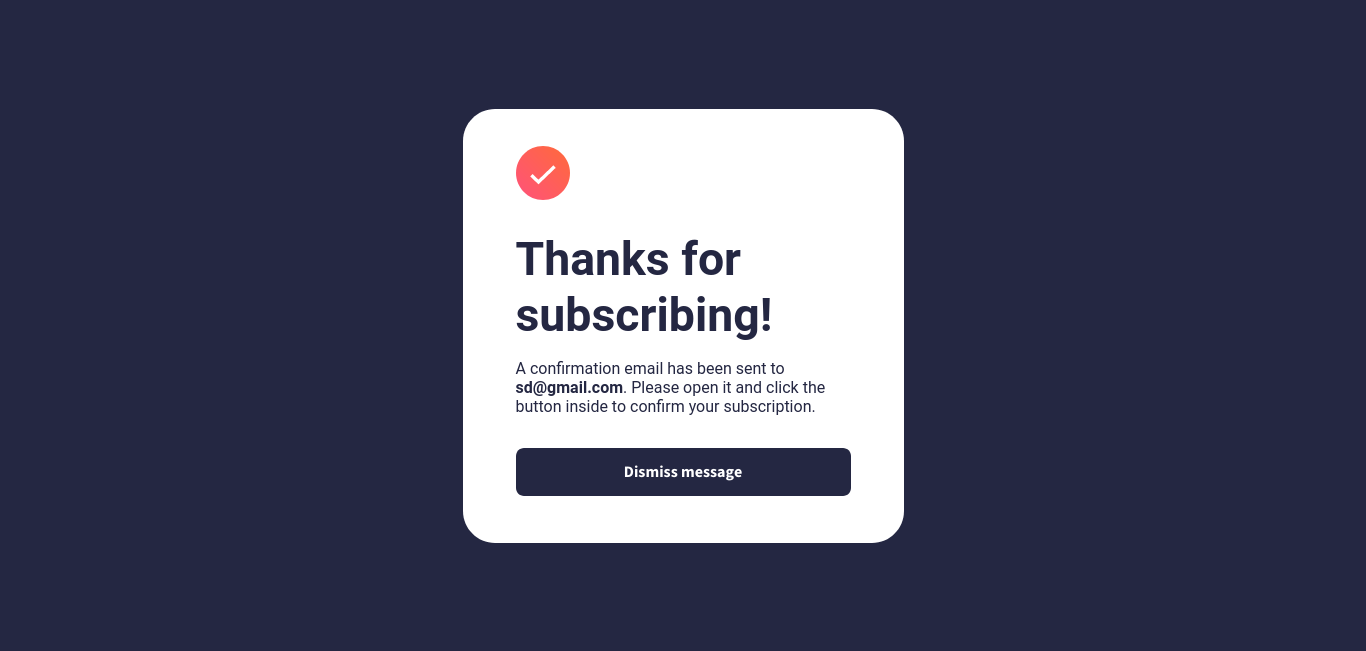 Thanks for
subscribing!
A confirmation email has been sent to
sd@gmail.com. Please open it and click the
button inside to confirm your subscription.
Dismiss message